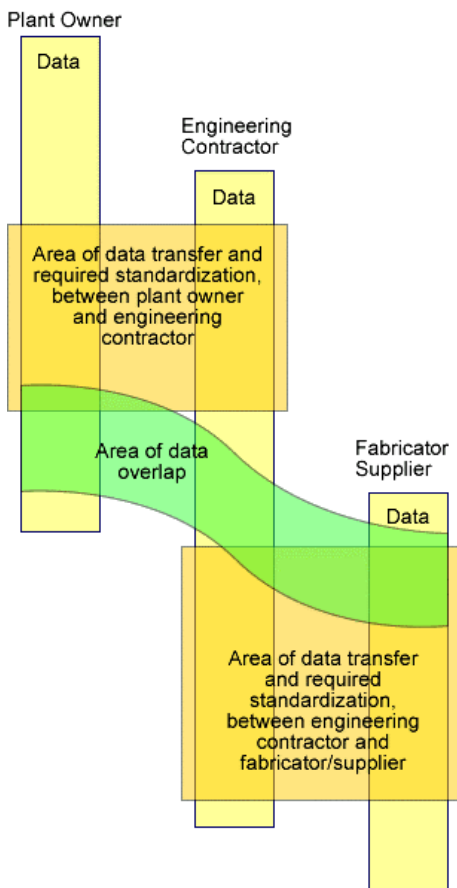 Plant Owner
Data
Engineering
Contractor
Data
Area of data transfer and
required standardization,
between plant owner
and engineering
contractor
Area of data
overlap
Fabricator
Supplier
Data
Area of data transfer
and required
standardization,
between engineering
contractor and
fabricator/supplier